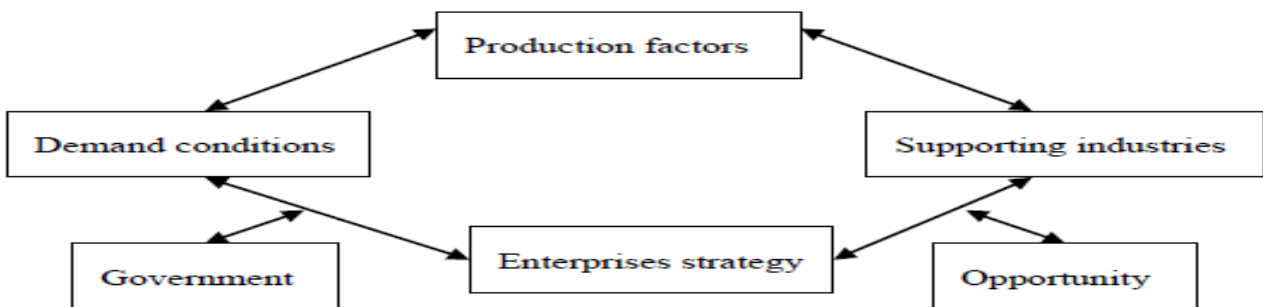 Production factors
Demand conditions
Supporting industries
Government
Enterprises strategy
Opportunity